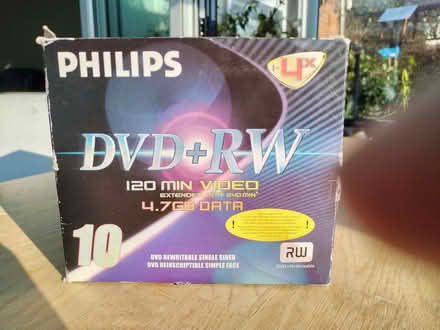 PHILIPS
1-4X
DVD+RW
120 MIN VIDEO
4.7GB DATA
10
DVD REWRITABLE SINGLE SIDED
DVD REINSCRIPTIBLE SIMPLE FACE
RW